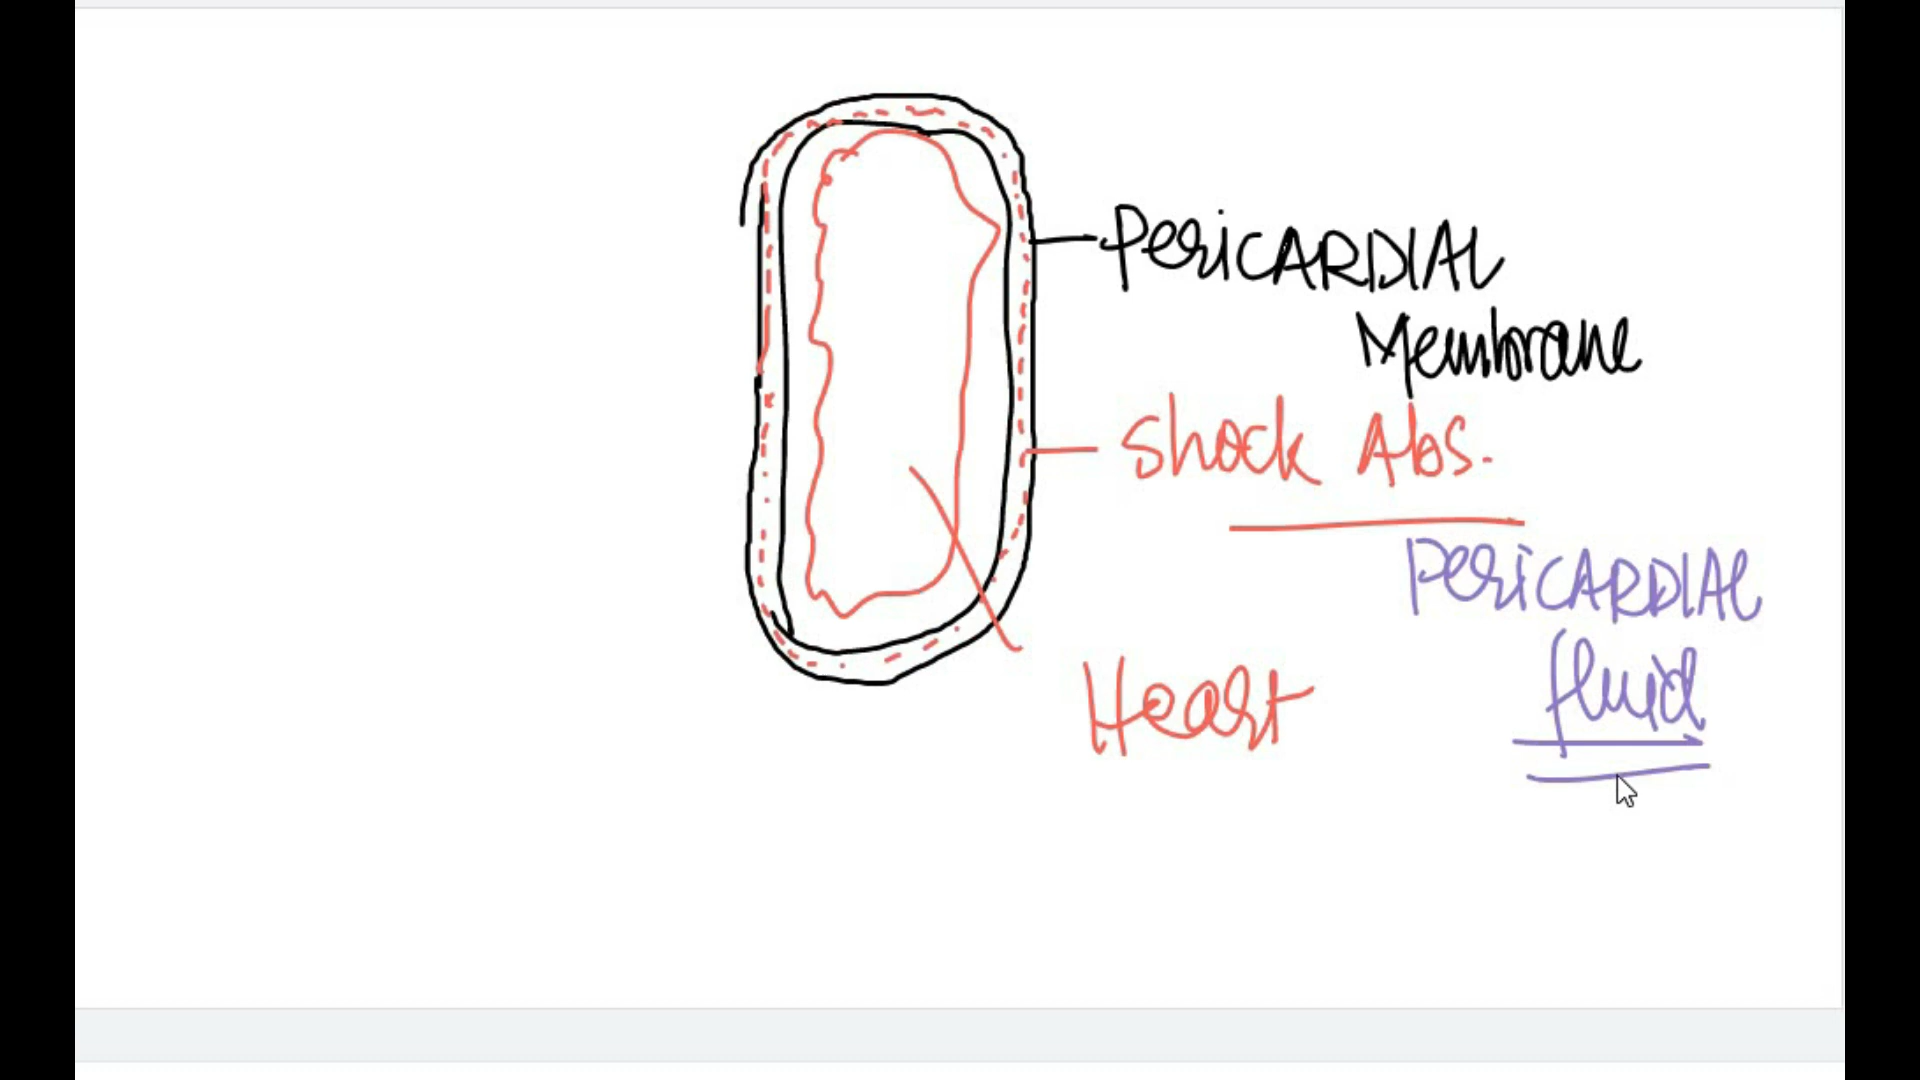 PeriCARDIAL
Membrane
Shock Abs.
PeriCARDIAL
fluid
Heart